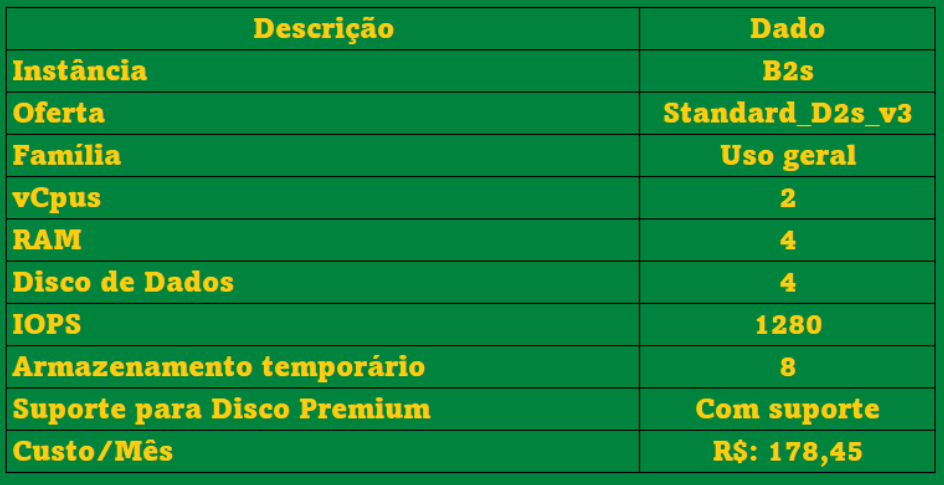 Descrição Dado
Instância B2s
Oferta Standard_D2s_v3
Família Uso geral
vCpus 2
RAM 4
Disco de Dados 4
IOPS 1280
Armazenamento temporário 8
Suporte para Disco Premium Com suporte
Custo/Mês R$: 178,45